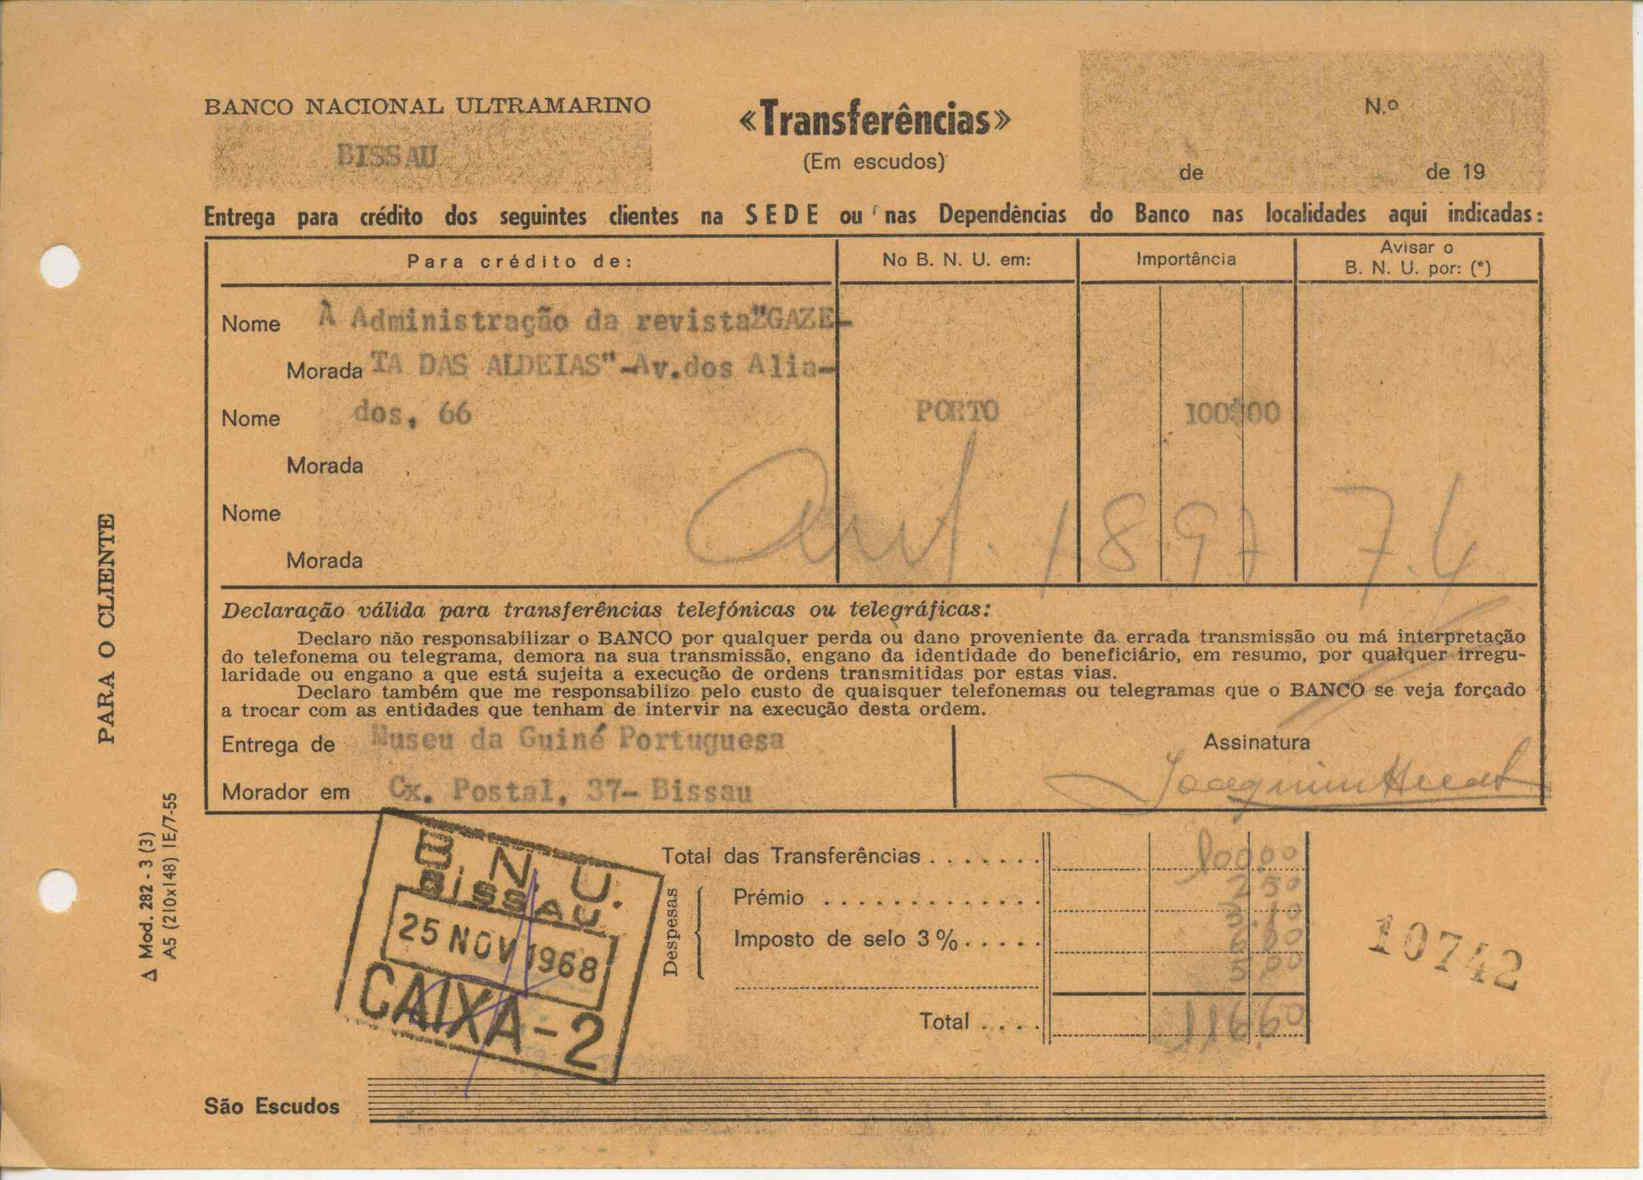 BANCO NACIONAL ULTRAMARINO
BISSAU
«Transferências»
(Em escudos)
N.º
de de 19
Entrega para crédito dos seguintes clientes na SEDE ou nas Dependências do Banco nas localidades aqui indicadas:
Para crédito de: No B. N. U. em: Importância Avisar o B. N. U. por: (*)
Nome À Administração da revista "GAZE-
Morada TA DAS ALDEIAS"-Av.dos Alia-
Nome dos, 66 PORTO 100$00
Morada
Nome
Morada
1897 7.4
Declaração válida para transferências telefónicas ou telegráficas:
Declaro não responsabilizar o BANCO por qualquer perda ou dano proveniente da errada transmissão ou má interpretação
do telefonema ou telegrama, demora na sua transmissão, engano da identidade do beneficiário, em resumo, por qualquer irregu-
laridade ou engano a que está sujeita a execução de ordens transmitidas por estas vias.
Declaro também que me responsabilizo pelo custo de quaisquer telefonemas ou telegramas que o BANCO se veja forçado
a trocar com as entidades que tenham de intervir na execução desta ordem.
Entrega de Museu da Guiné Portuguesa
Assinatura
Morador em Cx. Postal, 37- Bissau
Joaquim
B. N. U.
BISSAU
25 NOV 1968
CAIXA-2
Total das Transferências . . . . . . . 10000
Despesas
Prémio . . . . . . . . . . . . 250
Imposto de selo 3% . . . . .
Total . . . . 116.60
10742
São Escudos
PARA O CLIENTE
Δ Mod. 282 - 3 (3)
A5 (210x148) IE/7-55